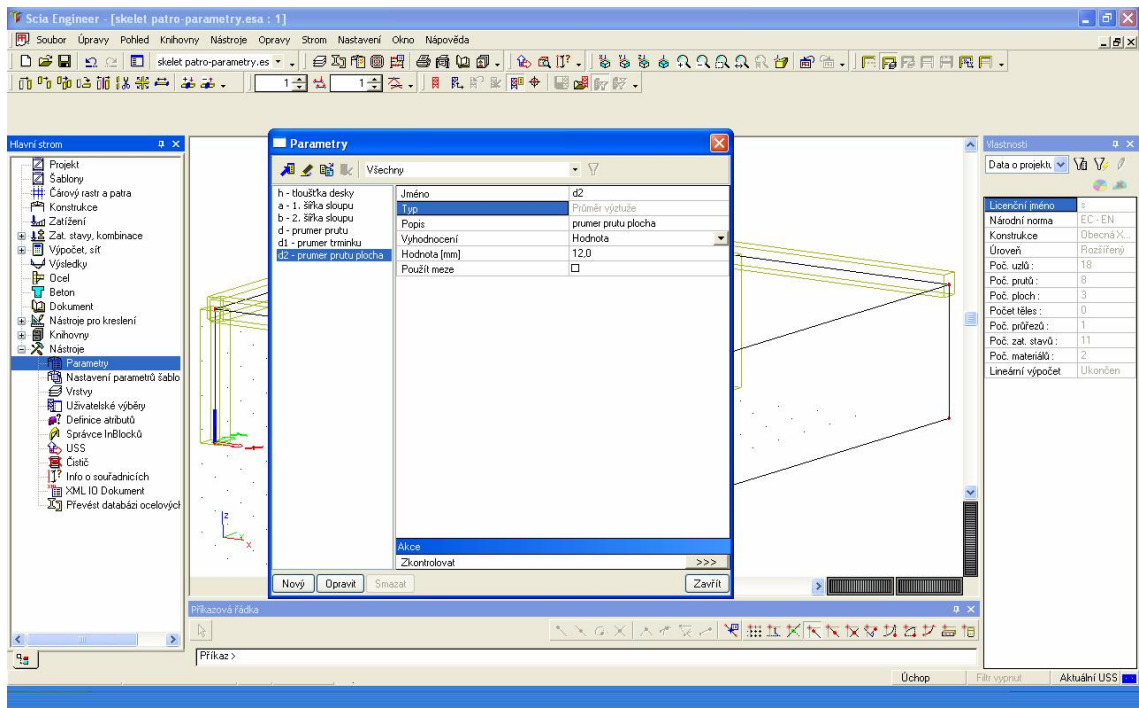 Scia Engineer - [skelet patro-parametry.esa : 1]
Soubor Úpravy Pohled Knihovny Nástroje Opravy Strom Nastavení Okno Nápověda
skelet patro-parametry.es
1 1
Hlavní strom
Projekt
Šablony
Čárový rastr a patra
Konstrukce
Zatížení
Zat. stavy, kombinace
Výpočet, síť
Výsledky
Ocel
Beton
Dokument
Nástroje pro kreslení
Knihovny
Nástroje
Parametry
Nastavení parametrů šablo
Vrstvy
Uživatelské výběry
Definice atributů
Správce InBlocků
USS
Čistič
Info o souřadnicích
XML IO Dokument
Převést databázi ocelových
Parametry
Všechny
h - tloušťka desky
a - 1. šířka sloupu
b - 2. šířka sloupu
d - prumer prutu
d1 - prumer trminku
d2 - prumer prutu plocha
Jméno d2
Typ Průměr výztuže
Popis prumer prutu plocha
Vyhodnocení Hodnota
Hodnota [mm] 12,0
Použít meze
Akce
Zkontrolovat >>>
Nový Opravit Smazat Zavřít
z
x
Vlastnosti
Data o projektu
Licenční jméno s
Národní norma EC - EN
Konstrukce Obecná X...
Úroveň Rozšířený
Poč. uzlů : 18
Poč. prutů : 8
Poč. ploch : 3
Počet těles : 0
Poč. průřezů : 1
Poč. zat. stavů : 11
Poč. materiálů : 2
Lineární výpočet Ukončen
Příkazová řádka
Příkaz >
Úchop Filtr vypnut Aktuální USS